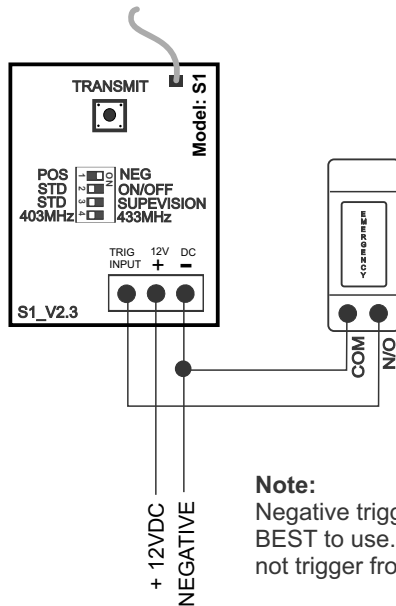 TRANSMIT
Model: S1
POS 1 ON NEG
STD 2 ON/OFF
STD 3 SUPEVISION
403MHz 4 433MHz
TRIG 12V DC
INPUT + -
S1_V2.3
EMERGENCY
COM
N/O
+ 12VDC
NEGATIVE
Note:
Negative trigg
BEST to use.
not trigger fro